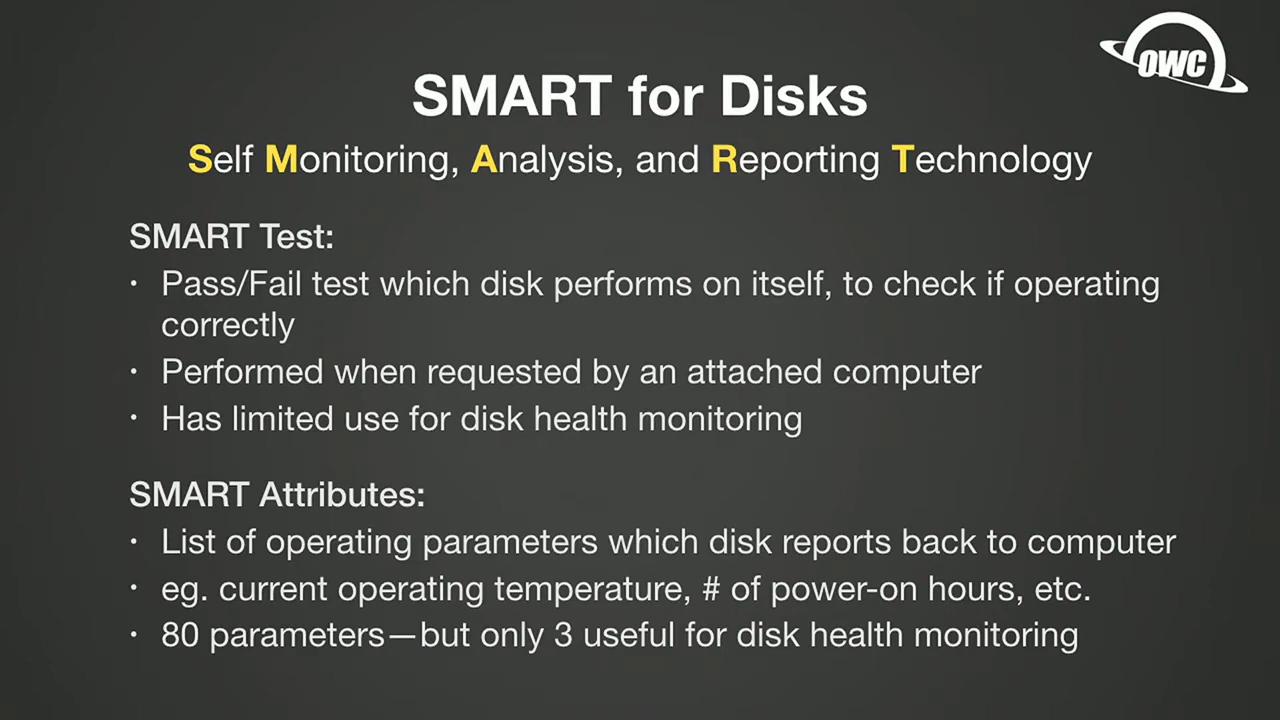 OWC
SMART for Disks
Self Monitoring, Analysis, and Reporting Technology
SMART Test:
· Pass/Fail test which disk performs on itself, to check if operating
correctly
· Performed when requested by an attached computer
· Has limited use for disk health monitoring
SMART Attributes:
· List of operating parameters which disk reports back to computer
· eg. current operating temperature, # of power-on hours, etc.
· 80 parameters—but only 3 useful for disk health monitoring